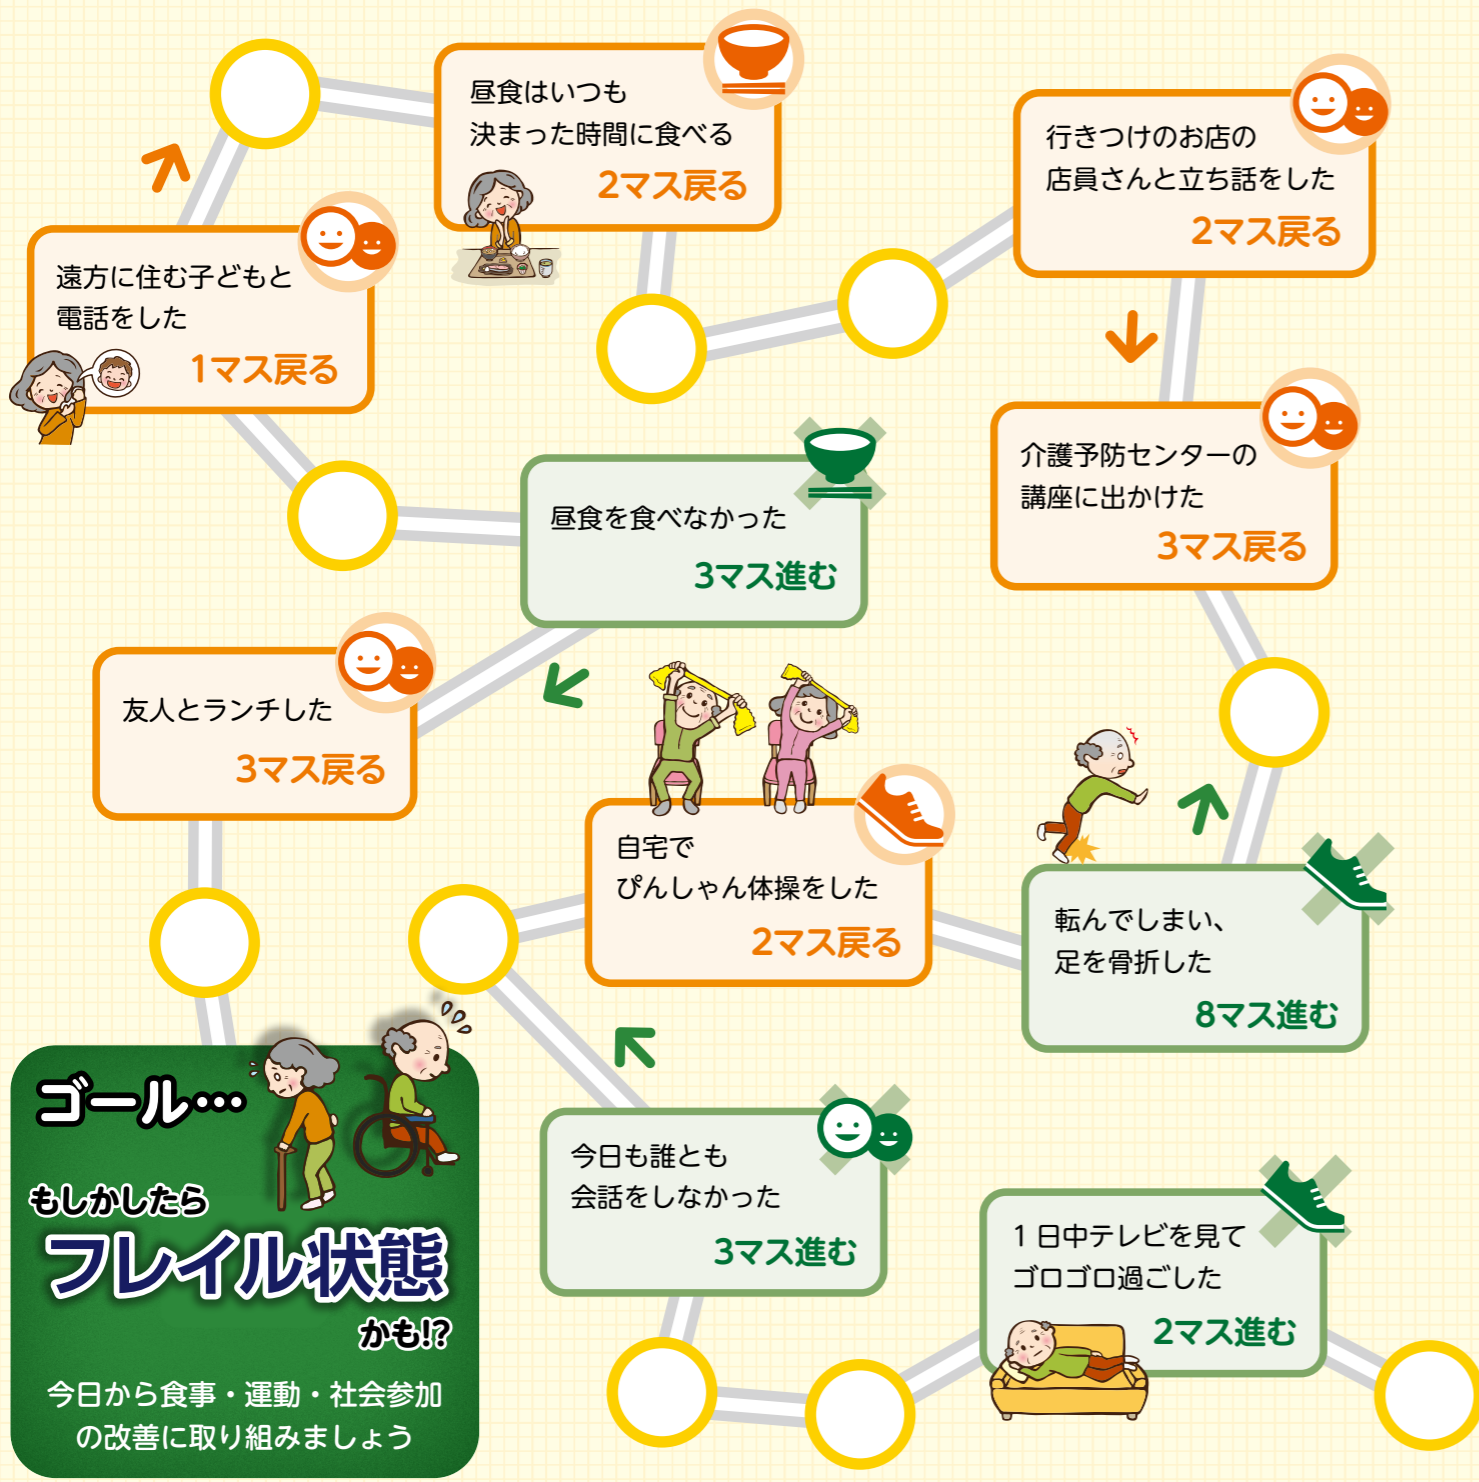 昼食はいつも
決まった時間に食べる
2マス戻る
行きつけのお店の
店員さんと立ち話をした
2マス戻る
遠方に住む子どもと
電話をした
1マス戻る
介護予防センターの
講座に出かけた
3マス戻る
昼食を食べなかった
3マス進む
友人とランチした
3マス戻る
自宅で
ぴんしゃん体操をした
2マス戻る
転んでしまい、
足を骨折した
8マス進む
今日も誰とも
会話をしなかった
3マス進む
1日中テレビを見て
ゴロゴロ過ごした
2マス進む
ゴール…
もしかしたら
フレイル状態
かも!?
今日から食事・運動・社会参加
の改善に取り組みましょう